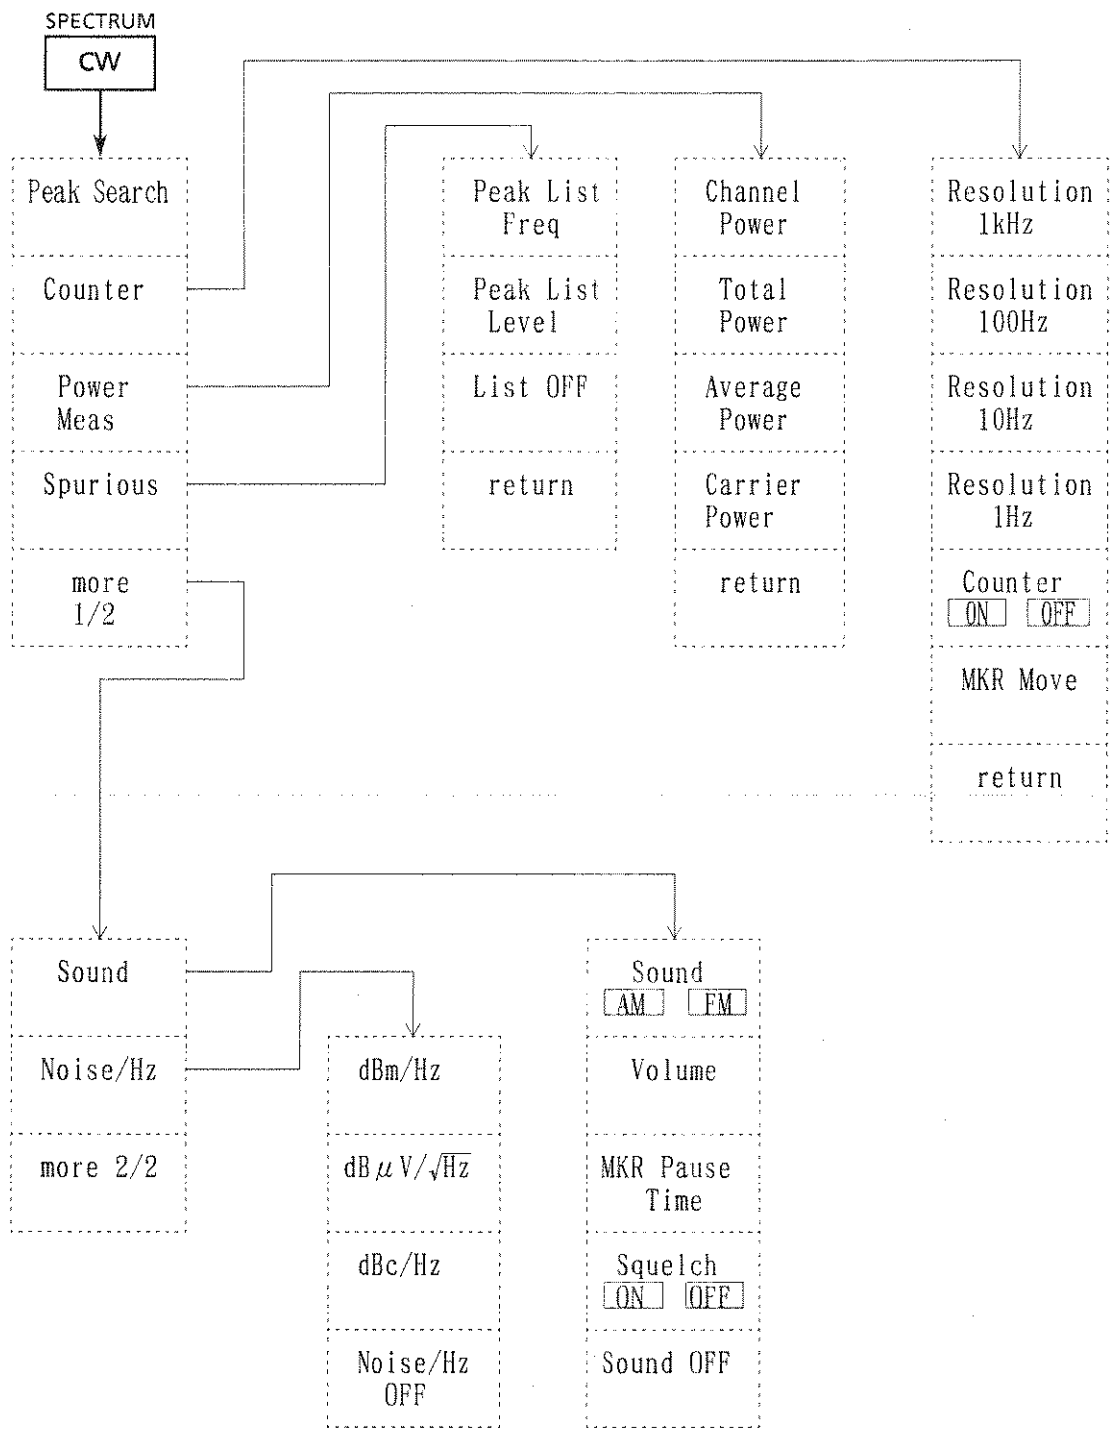 SPECTRUM
CW
Peak Search
Counter
Power
Meas
Spurious
more
1/2
Peak List
Freq
Peak List
Level
List OFF
return
Channel
Power
Total
Power
Average
Power
Carrier
Power
return
Resolution
1kHz
Resolution
100Hz
Resolution
10Hz
Resolution
1Hz
Counter
ON OFF
MKR Move
return
Sound
Noise/Hz
more 2/2
dBm/Hz
dBμV/√Hz
dBc/Hz
Noise/Hz
OFF
Sound
AM FM
Volume
MKR Pause
Time
Squelch
ON OFF
Sound OFF